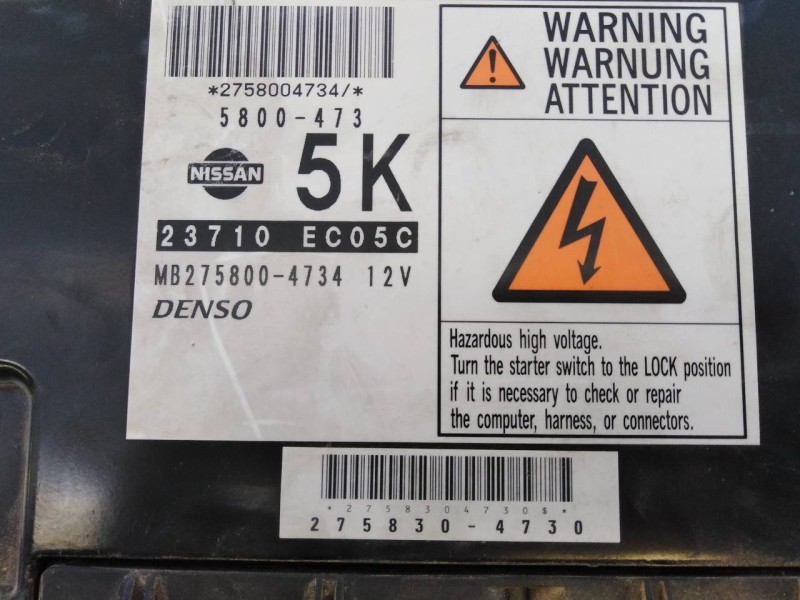 *2758004734/*
5800-473
NISSAN
5K
23710 EC05C
MB275800-4734 12V
DENSO
WARNING
WARNUNG
ATTENTION
Hazardous high voltage.
Turn the starter switch to the LOCK position
if it is necessary to check or repair
the computer, harness, or connectors.
*2758304730$*
275830-4730